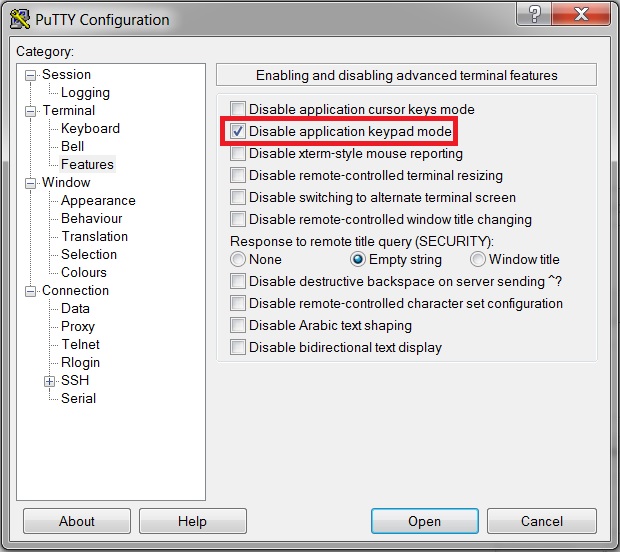 PuTTY Configuration
?
X
Category:
Session
Logging
Terminal
Keyboard
Bell
Features
Window
Appearance
Behaviour
Translation
Selection
Colours
Connection
Data
Proxy
Telnet
Rlogin
SSH
Serial
Enabling and disabling advanced terminal features
Disable application cursor keys mode
Disable application keypad mode
Disable xterm-style mouse reporting
Disable remote-controlled terminal resizing
Disable switching to alternate terminal screen
Disable remote-controlled window title changing
Response to remote title query (SECURITY):
None Empty string Window title
Disable destructive backspace on server sending ^?
Disable remote-controlled character set configuration
Disable Arabic text shaping
Disable bidirectional text display
About Help Open Cancel